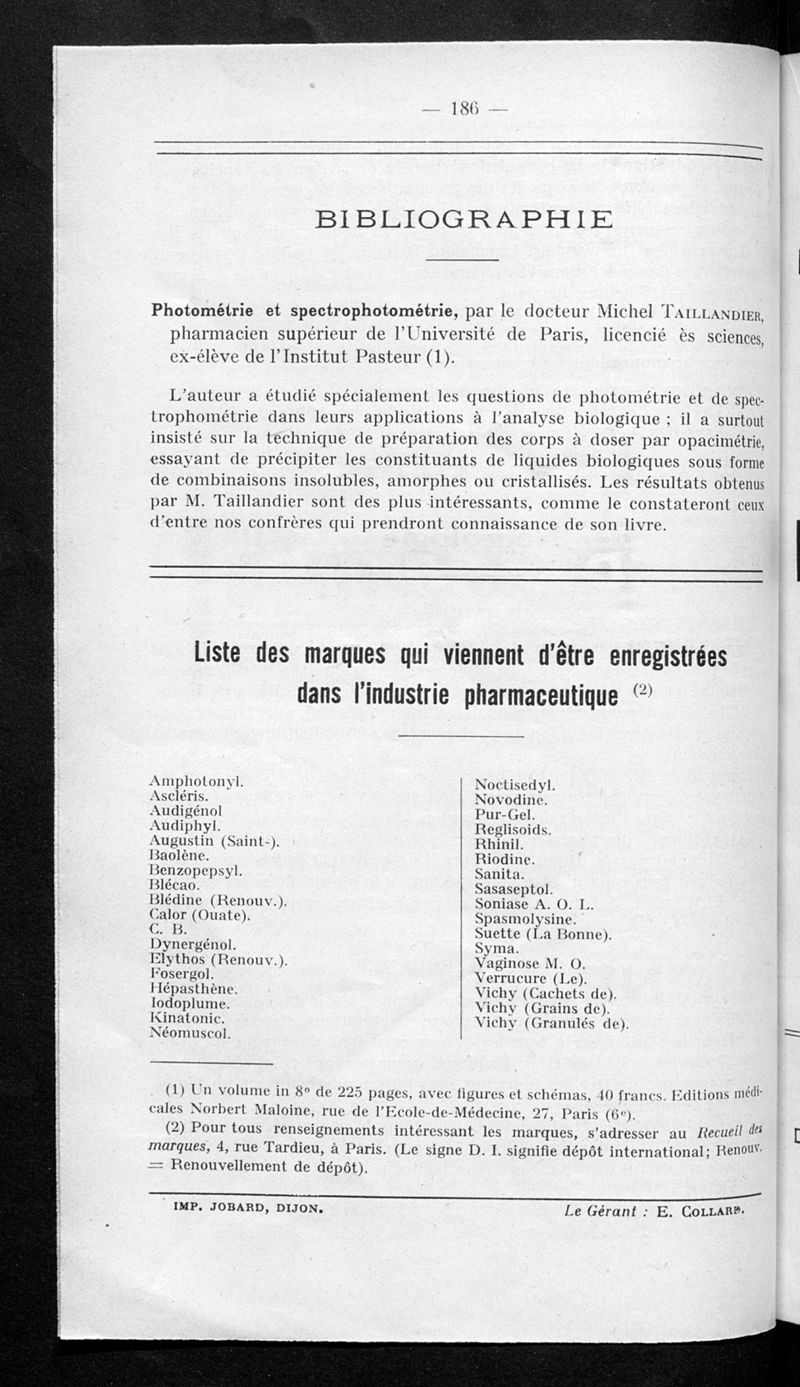 — 186 —
BIBLIOGRAPHIE
Photométrie et spectrophotométrie, par le docteur Michel TAILLANDIER,
pharmacien supérieur de l'Université de Paris, licencié ès sciences,
ex-élève de l'Institut Pasteur (1).
L'auteur a étudié spécialement les questions de photométrie et de spec-
trophométrie dans leurs applications à l'analyse biologique ; il a surtout
insisté sur la technique de préparation des corps à doser par opacimétrie,
essayant de précipiter les constituants de liquides biologiques sous forme
de combinaisons insolubles, amorphes ou cristallisés. Les résultats obtenus
par M. Taillandier sont des plus intéressants, comme le constateront ceux
d'entre nos confrères qui prendront connaissance de son livre.
Liste des marques qui viennent d'être enregistrées
dans l'industrie pharmaceutique (2)
Amphotonyl.
Ascléris.
Audigénol
Audiphyl.
Augustin (Saint-).
Baolène.
Benzopepsyl.
Blécao.
Blédine (Renouv.).
Calor (Ouate).
C. B.
Dynergénol.
Elythos (Renouv.).
Fosergol.
Hépasthène.
Iodoplume.
Kinatonic.
Néomuscol.
Noctisedyl.
Novodine.
Pur-Gel.
Reglisoids.
Rhinil.
Riodine.
Sanita.
Sasaseptol.
Soniase A. O. L.
Spasmolysine.
Suette (La Bonne).
Syma.
Vaginose M. O.
Verrucure (Le).
Vichy (Cachets de).
Vichy (Grains de).
Vichy (Granulés de).
(1) Un volume in 8° de 225 pages, avec figures et schémas, 40 francs. Editions médi-
cales Norbert Maloine, rue de l'Ecole-de-Médecine, 27, Paris (6e).
(2) Pour tous renseignements intéressant les marques, s'adresser au Recueil des
marques, 4, rue Tardieu, à Paris. (Le signe D. I. signifie dépôt international; Renouv.
= Renouvellement de dépôt).
IMP. JOBARD, DIJON.
Le Gérant : E. COLLARD.